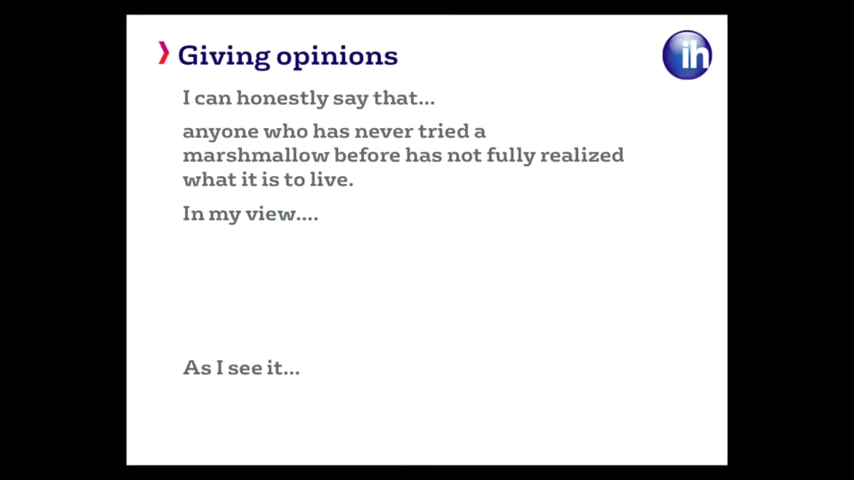 Giving opinions
ih
I can honestly say that...
anyone who has never tried a
marshmallow before has not fully realized
what it is to live.
In my view....
As I see it...